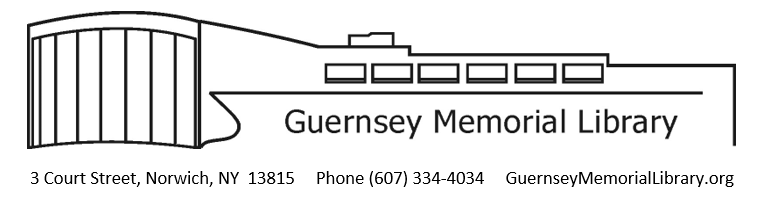 Guernsey Memorial Library
3 Court Street, Norwich, NY 13815 Phone (607) 334-4034 GuernseyMemorialLibrary.org